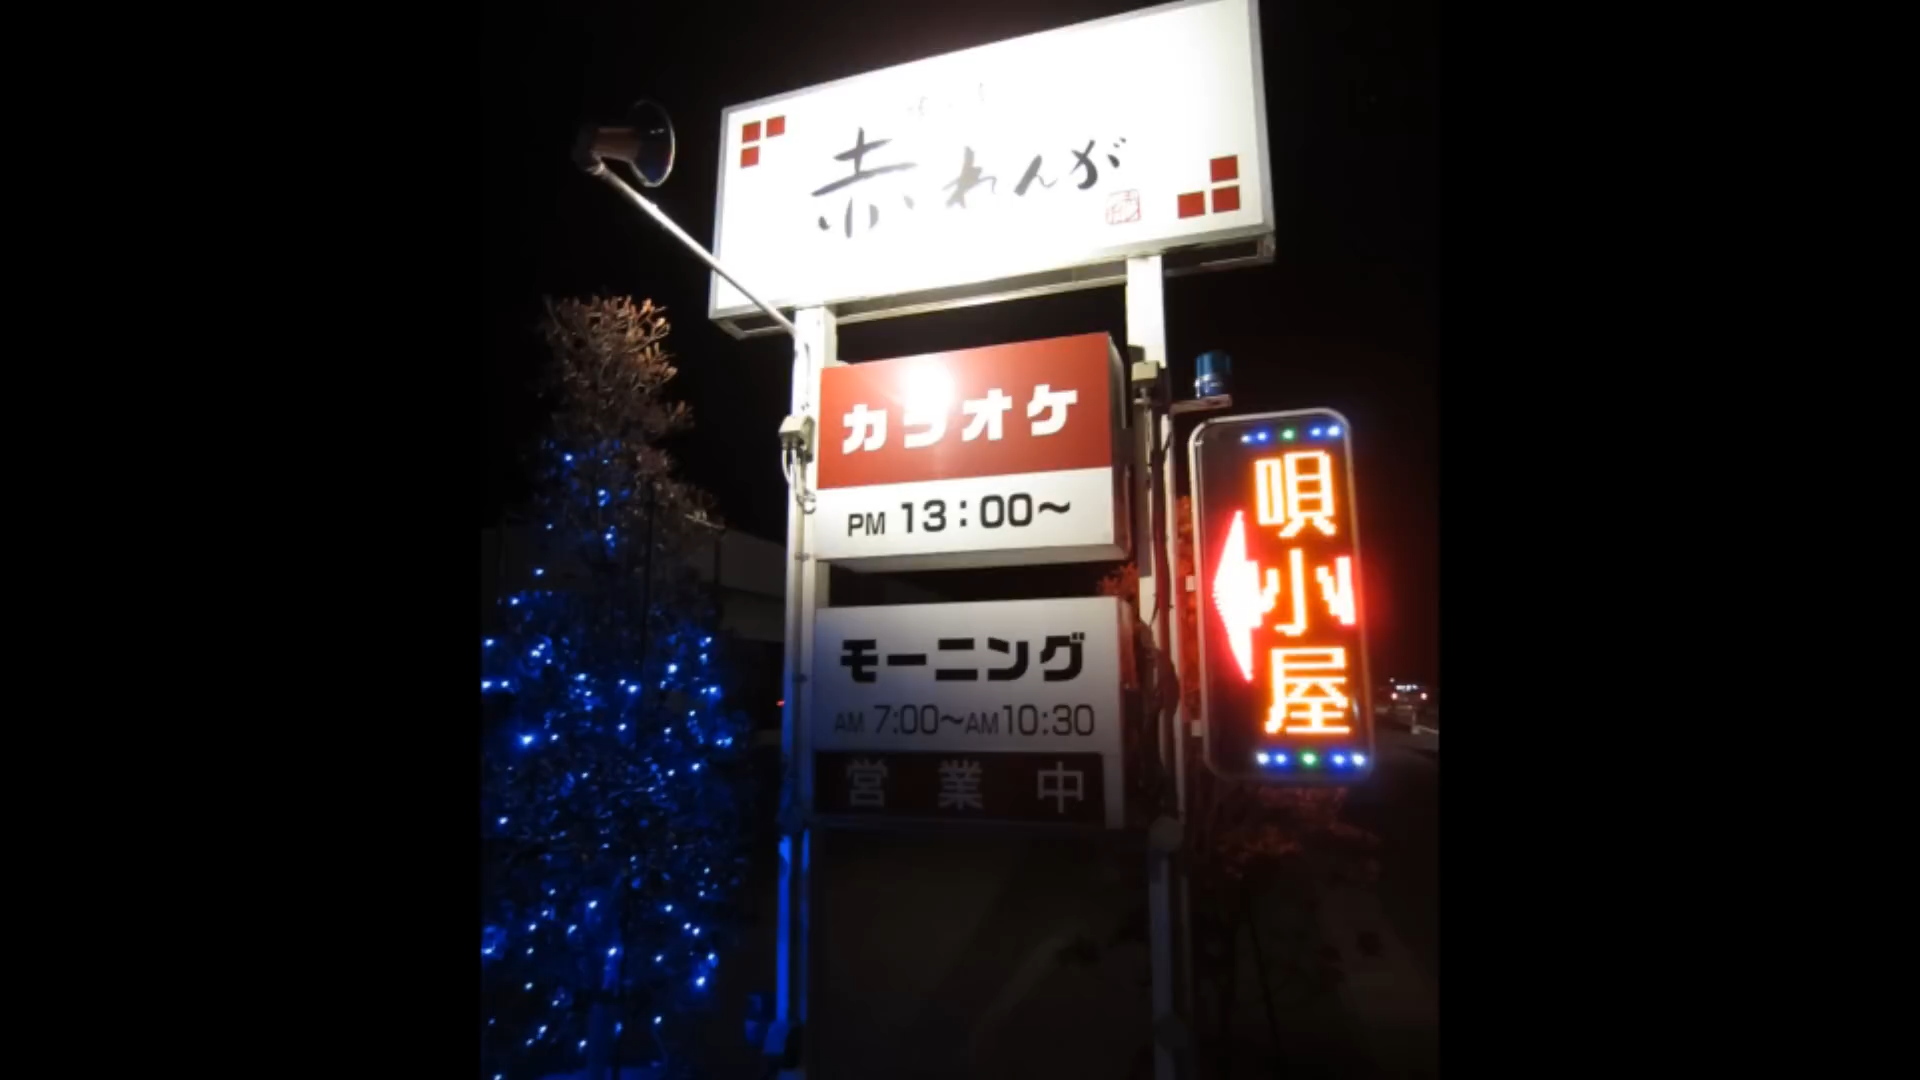 赤れんが
カラオケ
PM 13:00～
モーニング
AM 7:00～AM10:30
営業中
唄小屋